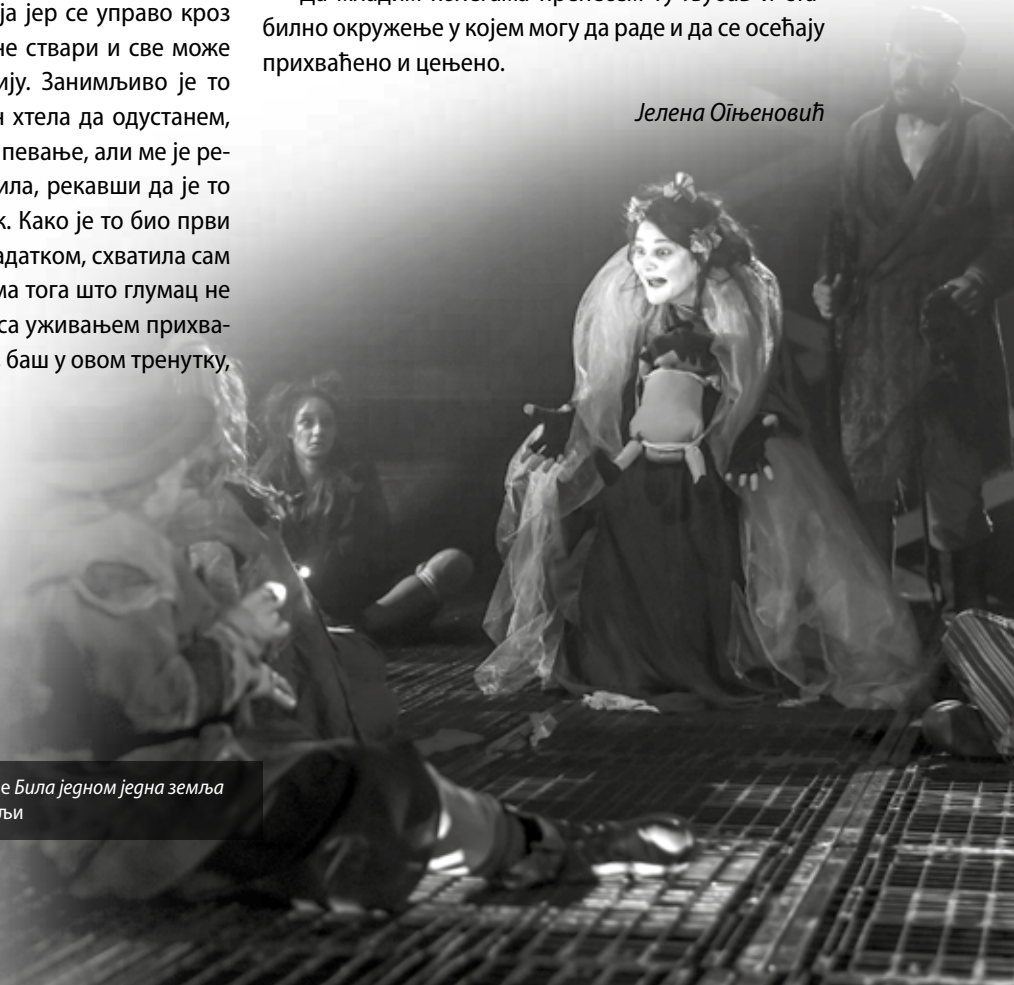 ја јер се управо кроз
не ствари и све може
ију. Занимљиво је то
хтела да одустанем,
певање, али ме је ре-
ила, рекавши да је то
к. Како је то био први
адатком, схватила сам
ма тога што глумац не
са уживањем прихва-
баш у овом тренутку,
билно окружење у којем могу да раде и да се осећају
прихваћено и цењено.
Јелена Огњеновић
е Била једном једна земља
љи